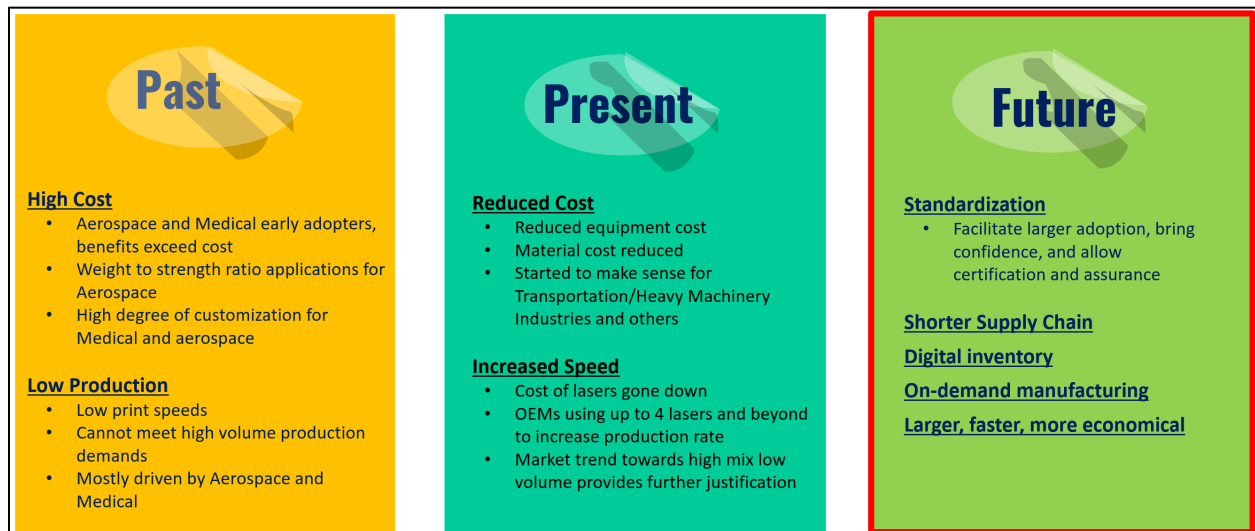 Past
High Cost
• Aerospace and Medical early adopters,
benefits exceed cost
• Weight to strength ratio applications for
Aerospace
• High degree of customization for
Medical and aerospace
Low Production
• Low print speeds
• Cannot meet high volume production
demands
• Mostly driven by Aerospace and
Medical
Present
Reduced Cost
• Reduced equipment cost
• Material cost reduced
• Started to make sense for
Transportation/Heavy Machinery
Industries and others
Increased Speed
• Cost of lasers gone down
• OEMs using up to 4 lasers and beyond
to increase production rate
• Market trend towards high mix low
volume provides further justification
Future
Standardization
• Facilitate larger adoption, bring
confidence, and allow
certification and assurance
Shorter Supply Chain
Digital inventory
On-demand manufacturing
Larger, faster, more economical